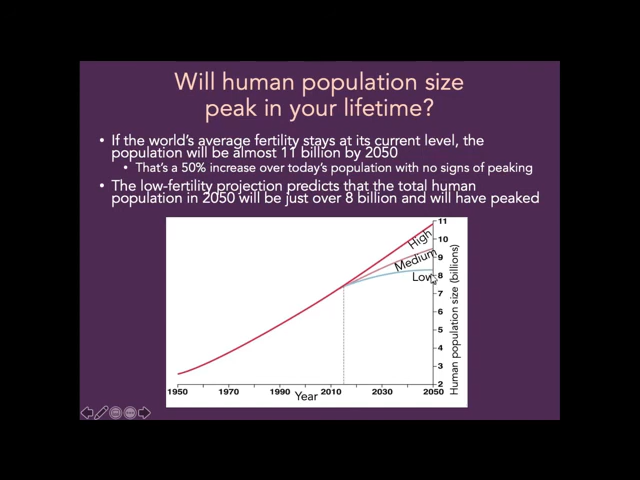 Will human population size
peak in your lifetime?
• If the world's average fertility stays at its current level, the
population will be almost 11 billion by 2050
• That's a 50% increase over today's population with no signs of peaking
• The low-fertility projection predicts that the total human
population in 2050 will be just over 8 billion and will have peaked
High
Medium
Low
11
10
9
8
7
6
5
4
3
2
Human population size (billions)
1950 1970 1990 2010 2030 2050
Year